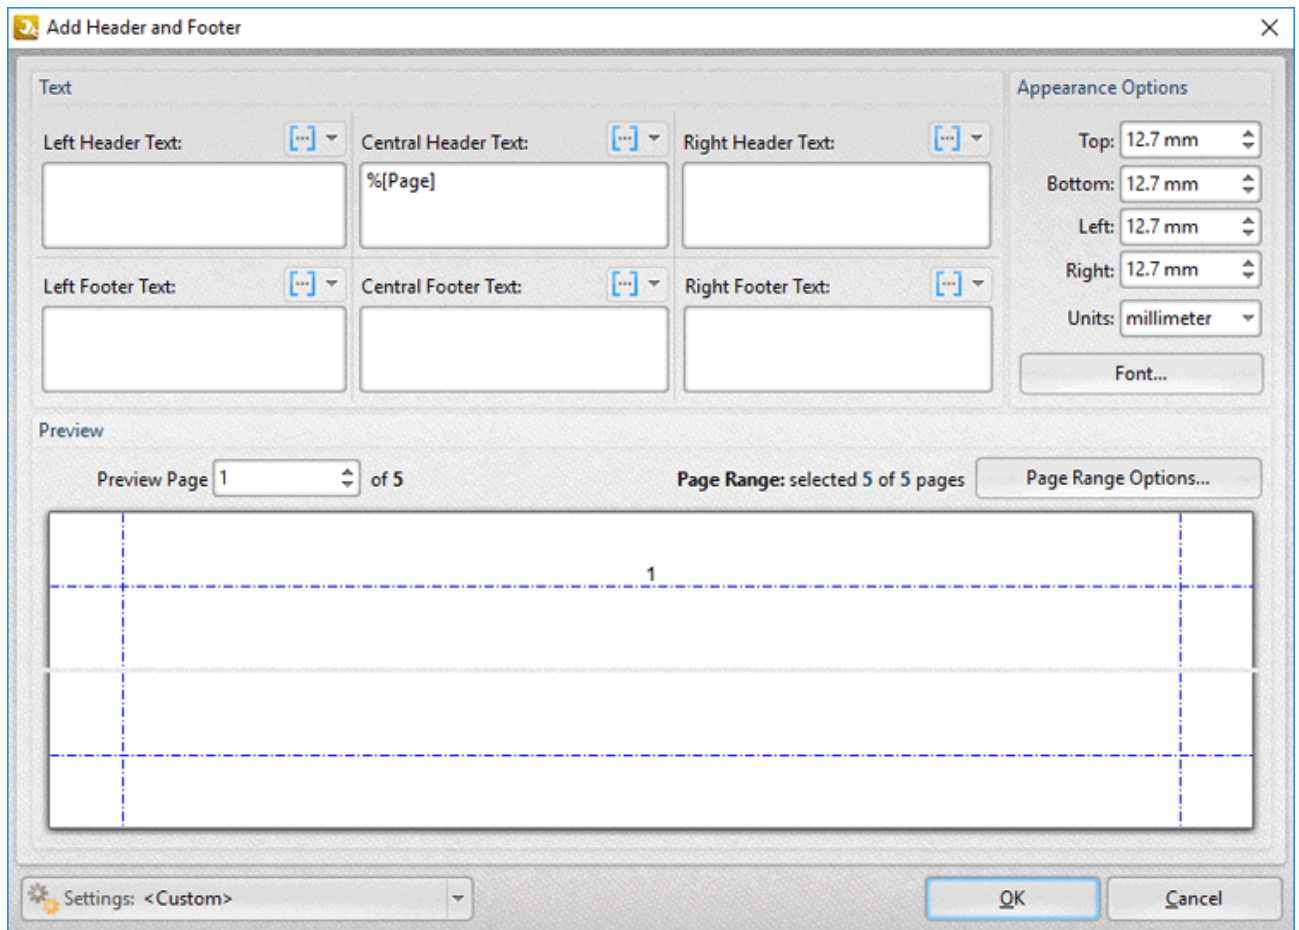 Add Header and Footer
Text
Appearance Options
Left Header Text:
Central Header Text:
Right Header Text:
%[Page]
Top: 12.7 mm
Bottom: 12.7 mm
Left: 12.7 mm
Right: 12.7 mm
Units: millimeter
Font...
Left Footer Text:
Central Footer Text:
Right Footer Text:
Preview
Preview Page 1 of 5
Page Range: selected 5 of 5 pages
Page Range Options...
1
Settings: <Custom>
OK
Cancel